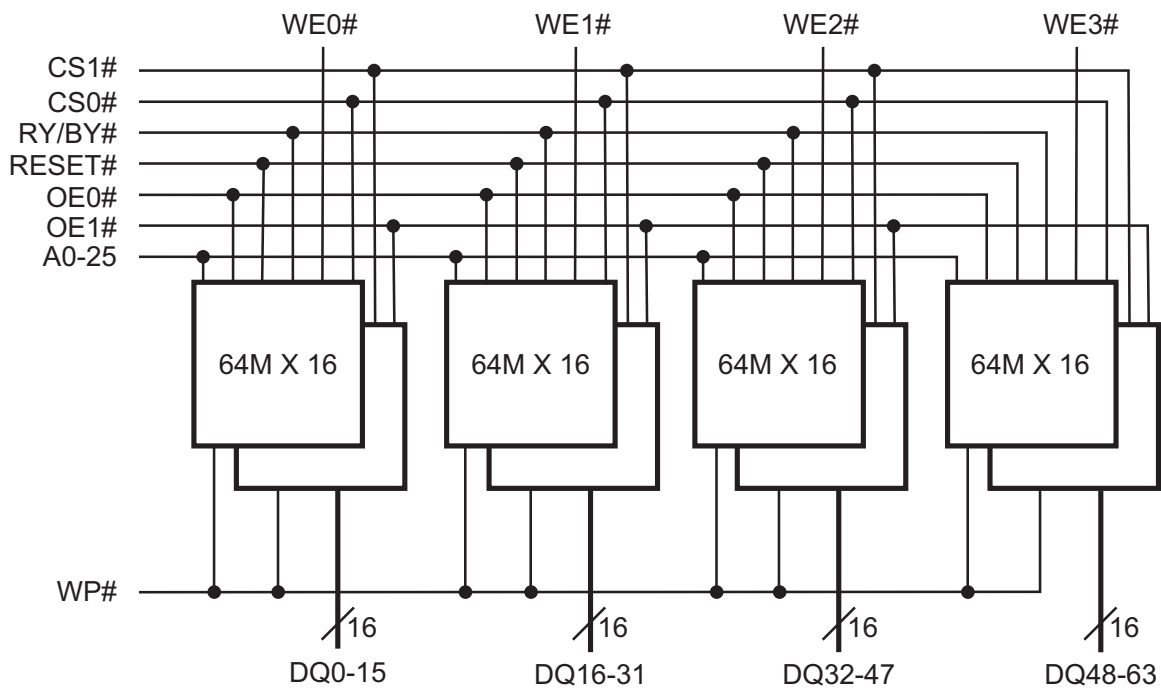 WE0# WE1# WE2# WE3#
CS1#
CS0#
RY/BY#
RESET#
OE0#
OE1#
A0-25
64M X 16 64M X 16 64M X 16 64M X 16
WP#
16 16 16 16
DQ0-15 DQ16-31 DQ32-47 DQ48-63